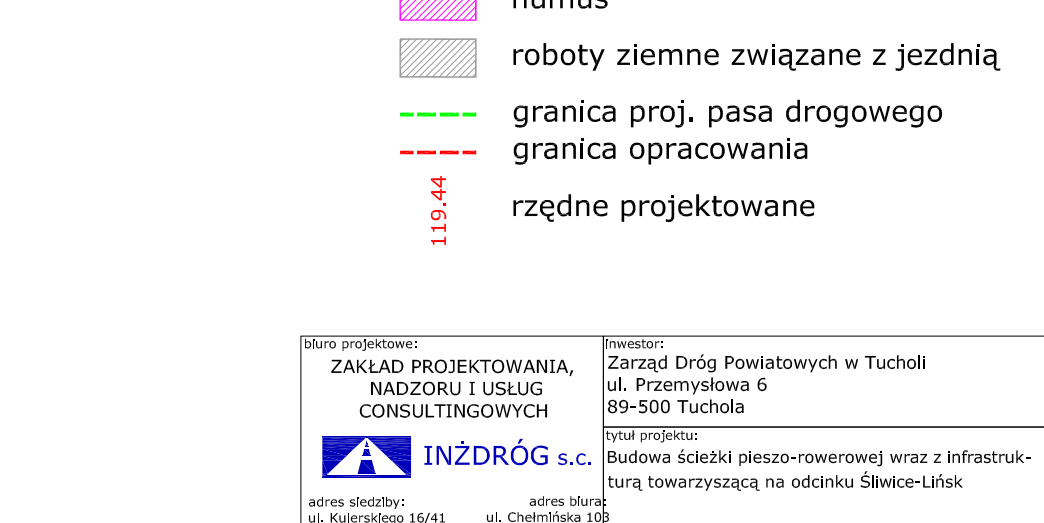 humus
roboty ziemne związane z jezdnią
granica proj. pasa drogowego
granica opracowania
119.44
rzędne projektowane
biuro projektowe:
ZAKŁAD PROJEKTOWANIA,
NADZORU I USŁUG
CONSULTINGOWYCH
INŻDRÓG s.c.
adres siedziby:
ul. Kulerskiego 16/41
adres biura:
ul. Chełmińska 103
inwestor:
Zarząd Dróg Powiatowych w Tucholi
ul. Przemysłowa 6
89-500 Tuchola
tytuł projektu:
Budowa ścieżki pieszo-rowerowej wraz z infrastruk-
turą towarzyszącą na odcinku Śliwice-Lińsk